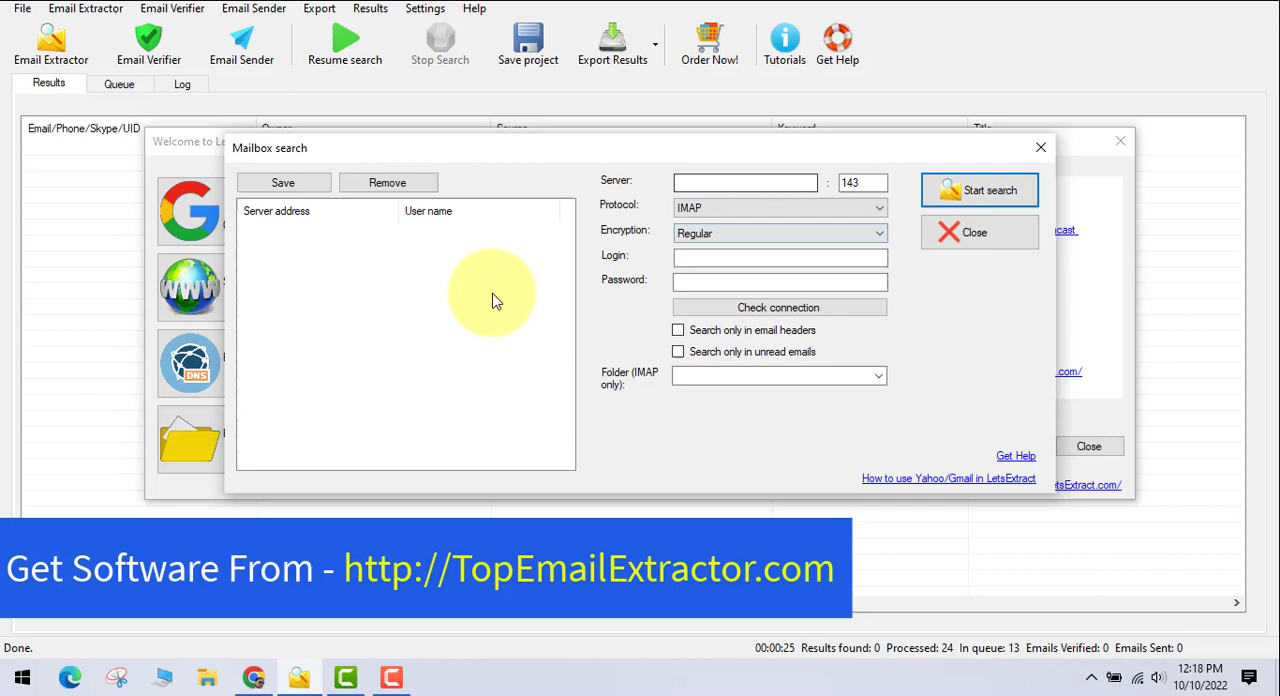 File Email Extractor Email Verifier Email Sender Export Results Settings Help
Email Extractor Email Verifier Email Sender Resume search Stop Search Save project Export Results Order Now! Tutorials Get Help
Results Queue Log
Email/Phone/Skype/UID
Welcome to Le
Mailbox search
Save Remove
Server address User name
Server: : 143
Protocol: IMAP
Encryption: Regular
Login:
Password:
Check connection
Search only in email headers
Search only in unread emails
Folder (IMAP
only):
Start search
Close
Get Help
How to use Yahoo/Gmail in LetsExtract
cast
.com/
Close
etsExtract.com/
WWW
DNS
Get Software From - http://TopEmailExtractor.com
Done. 00:00:25 Results found: 0 Processed: 24 In queue: 13 Emails Verified: 0 Emails Sent: 0
12:18 PM
10/10/2022